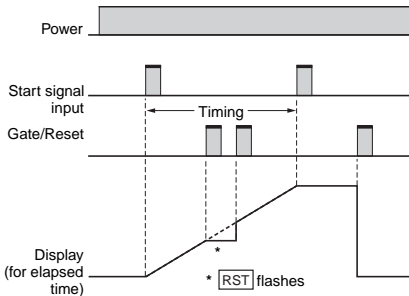 Power
Start signal
input
Timing
Gate/Reset
*
Display
(for elapsed
time)
* RST flashes